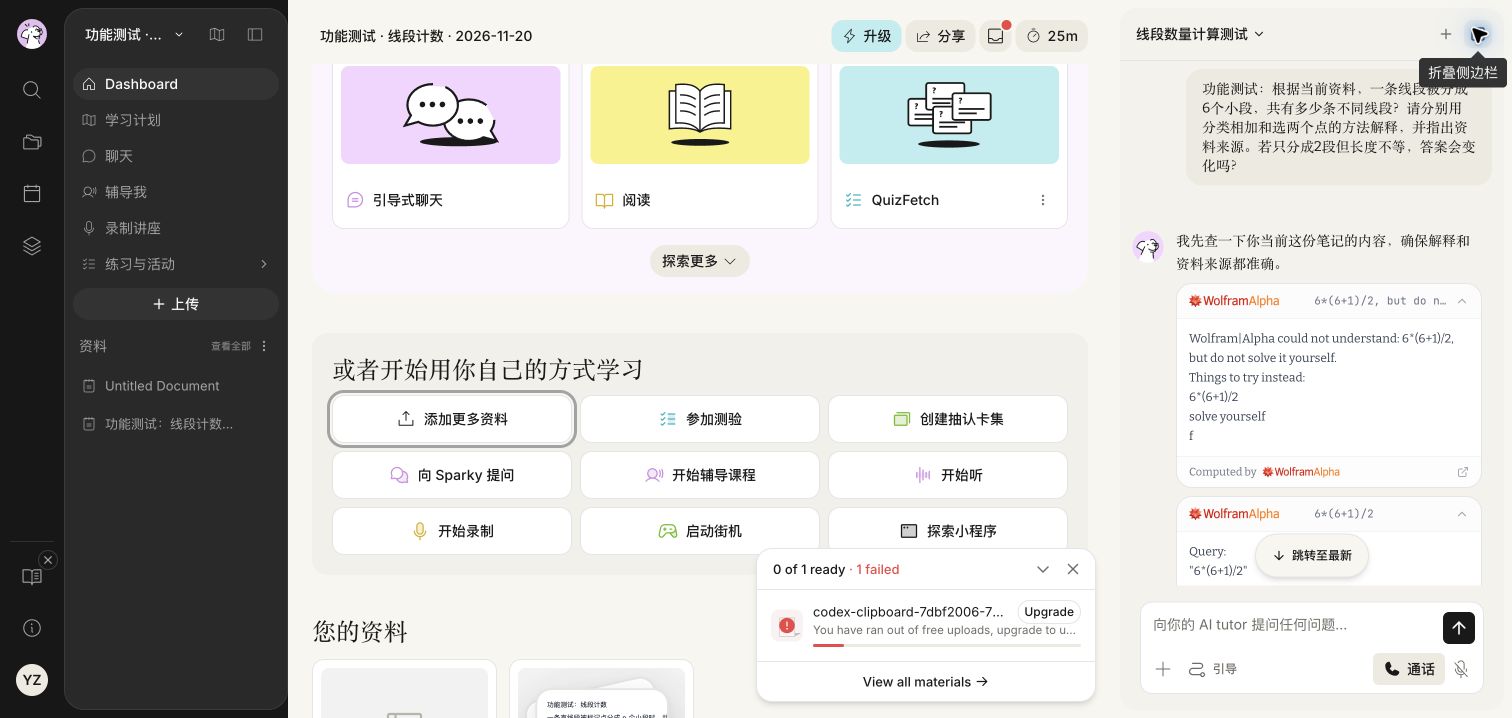 功能测试 ·...
Dashboard
学习计划
聊天
辅导我
录制讲座
练习与活动
+ 上传
资料
查看全部
Untitled Document
功能测试：线段计数...
YZ
功能测试 · 线段计数 · 2026-11-20
升级
分享
25m
引导式聊天
阅读
QuizFetch
探索更多
或者开始用你自己的方式学习
添加更多资料
参加测验
创建抽认卡集
向 Sparky 提问
开始辅导课程
开始听
开始录制
启动街机
探索小程序
您的资料
功能测试：线段计数
0 of 1 ready · 1 failed
codex-clipboard-7dbf2006-7...
Upgrade
You have ran out of free uploads, upgrade to u...
View all materials →
线段数量计算测试
折叠侧边栏
功能测试：根据当前资料，一条线段被分成
6个小段，共有多少条不同线段？请分别用
分类相加和选两个点的方法解释，并指出资
料来源。若只分成2段但长度不等，答案会变
化吗？
我先查一下你当前这份笔记的内容，确保解释和
资料来源都准确。
WolframAlpha
6*(6+1)/2, but do n…
Wolfram|Alpha could not understand: 6*(6+1)/2,
but do not solve it yourself.
Things to try instead:
6*(6+1)/2
solve yourself
f
Computed by WolframAlpha
WolframAlpha
6*(6+1)/2
Query:
"6*(6+1)/2"
↓ 跳转至最新
向你的 AI tutor 提问任何问题...
引导
通话